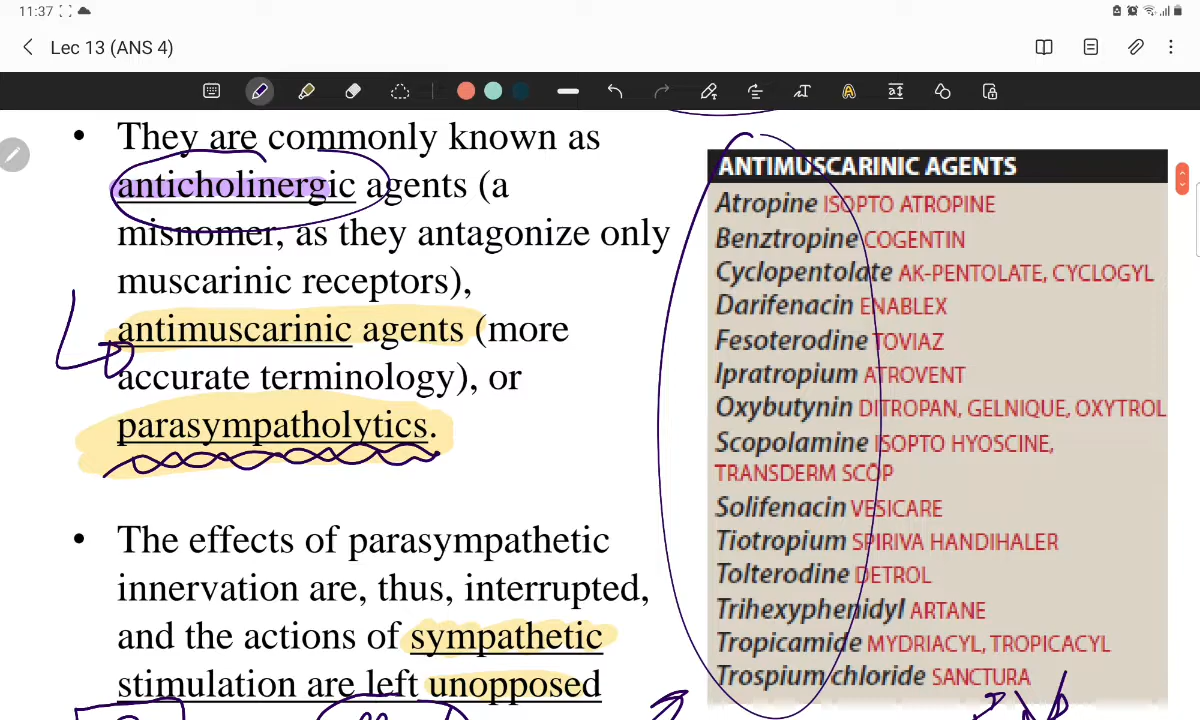 11:37
Lec 13 (ANS 4)
• They are commonly known as
anticholinergic agents (a
misnomer, as they antagonize only
muscarinic receptors),
antimuscarinic agents (more
accurate terminology), or
parasympatholytics.
• The effects of parasympathetic
innervation are, thus, interrupted,
and the actions of sympathetic
stimulation are left unopposed
ANTIMUSCARINIC AGENTS
Atropine ISOPTO ATROPINE
Benztropine COGENTIN
Cyclopentolate AK-PENTOLATE, CYCLOGYL
Darifenacin ENABLEX
Fesoterodine TOVIAZ
Ipratropium ATROVENT
Oxybutynin DITROPAN, GELNIQUE, OXYTROL
Scopolamine ISOPTO HYOSCINE,
TRANSDERM SCŌP
Solifenacin VESICARE
Tiotropium SPIRIVA HANDIHALER
Tolterodine DETROL
Trihexyphenidyl ARTANE
Tropicamide MYDRIACYL, TROPICACYL
Trospium chloride SANCTURA